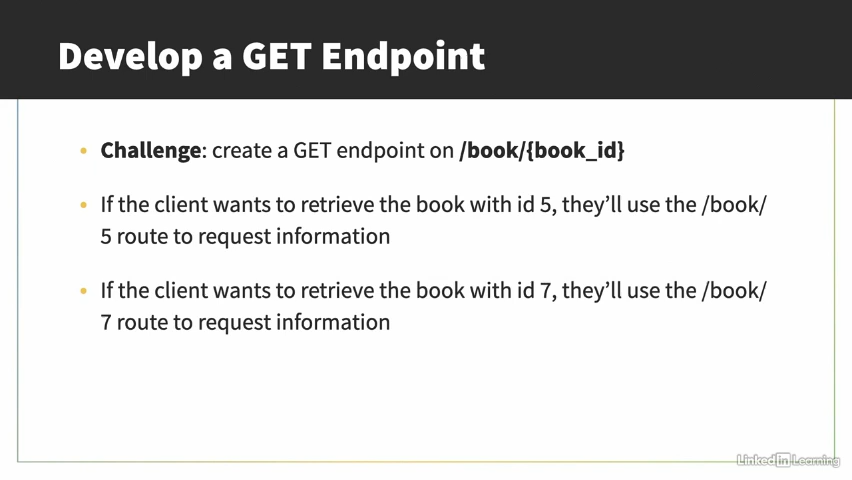 Develop a GET Endpoint
• Challenge: create a GET endpoint on /book/{book_id}
• If the client wants to retrieve the book with id 5, they’ll use the /book/
5 route to request information
• If the client wants to retrieve the book with id 7, they’ll use the /book/
7 route to request information
Linked in Learning